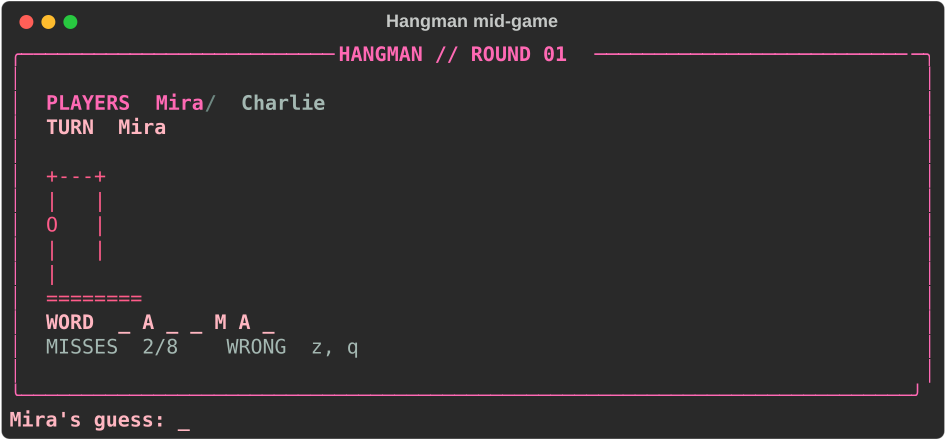 Hangman mid-game
HANGMAN // ROUND 01
PLAYERS  Mira/  Charlie
TURN  Mira
+---+
|   |
O   |
|   |
|
========
WORD  _ A _ _ M A _
MISSES  2/8    WRONG  z, q
Mira's guess: _